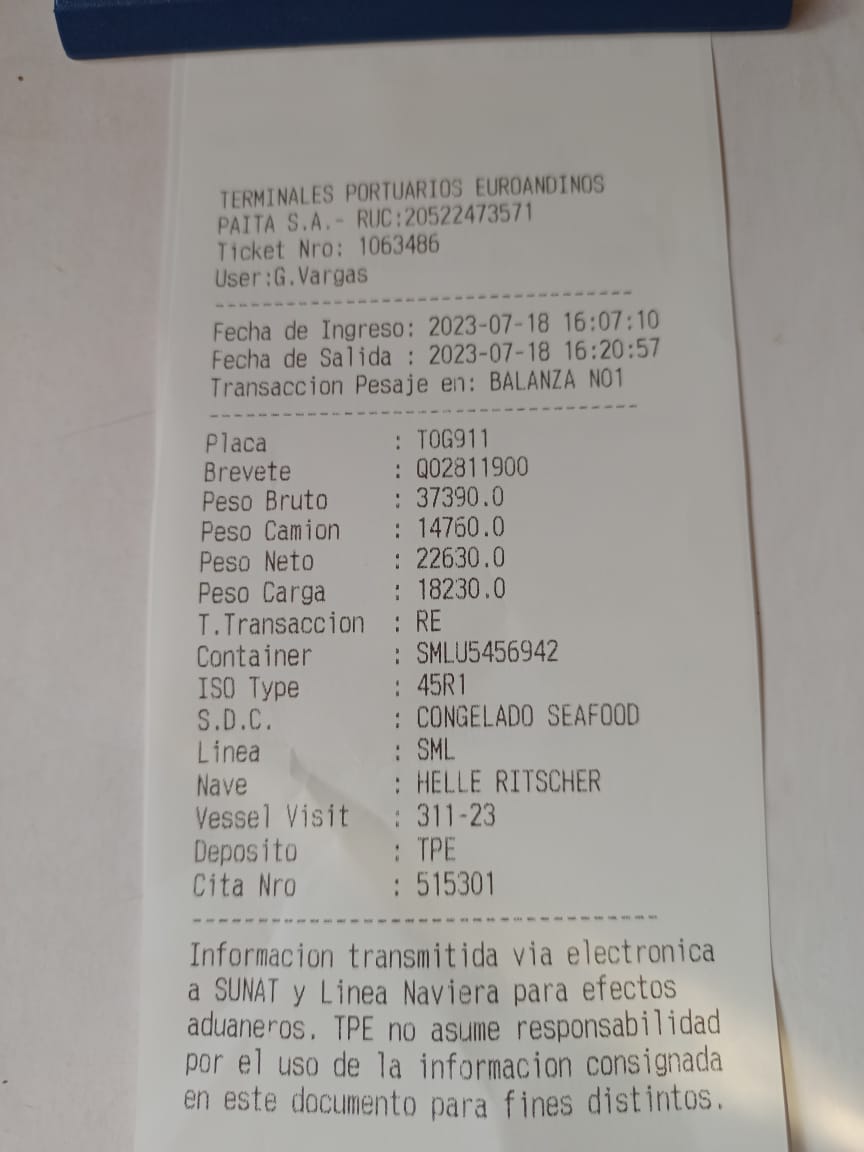 TERMINALES PORTUARIOS EUROANDINOS
PAITA S.A.- RUC:20522473571
Ticket Nro: 1063486
User:G.Vargas
-----------------------------------
Fecha de Ingreso: 2023-07-18 16:07:10
Fecha de Salida : 2023-07-18 16:20:57
Transaccion Pesaje en: BALANZA NO1
-----------------------------------
Placa : TOG911
Brevete : Q02811900
Peso Bruto : 37390.0
Peso Camion : 14760.0
Peso Neto : 22630.0
Peso Carga : 18230.0
T.Transaccion : RE
Container : SMLU5456942
ISO Type : 45R1
S.D.C. : CONGELADO SEAFOOD
Linea : SML
Nave : HELLE RITSCHER
Vessel Visit : 311-23
Deposito : TPE
Cita Nro : 515301
-----------------------------------
Informacion transmitida via electronica
a SUNAT y Linea Naviera para efectos
aduaneros. TPE no asume responsabilidad
por el uso de la informacion consignada
en este documento para fines distintos.